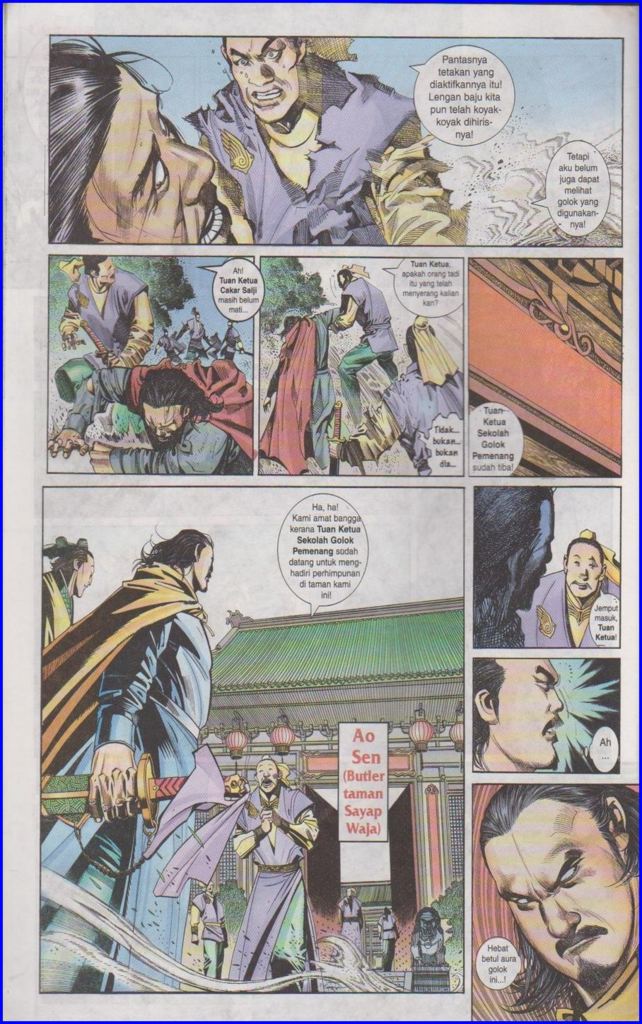 Pantasnya
tetakan yang
diaktifkannya itu!
Lengan baju kita
pun telah koyak-
koyak dihiris-
nya!
Tetapi
aku belum
juga dapat
melihat
golok yang
digunakan-
nya!
Ah!
Tuan Ketua
Cakar Salji
masih belum
mati...
Tuan Ketua,
apakah orang tadi
itu yang telah
menyerang kalian
kan?
Tidak...
bukan...
bukan
dia...
Tuan
Ketua
Sekolah
Golok
Pemenang
sudah tiba!
Ha, ha!
Kami amat bangga
kerana Tuan Ketua
Sekolah Golok
Pemenang sudah
datang untuk meng-
hadiri perhimpunan
di taman kami
ini!
Ao
Sen
(Butler
taman
Sayap
Waja)
Jemput
masuk,
Tuan
Ketua!
Ah
...
Hebat
betul aura
golok
ini...!